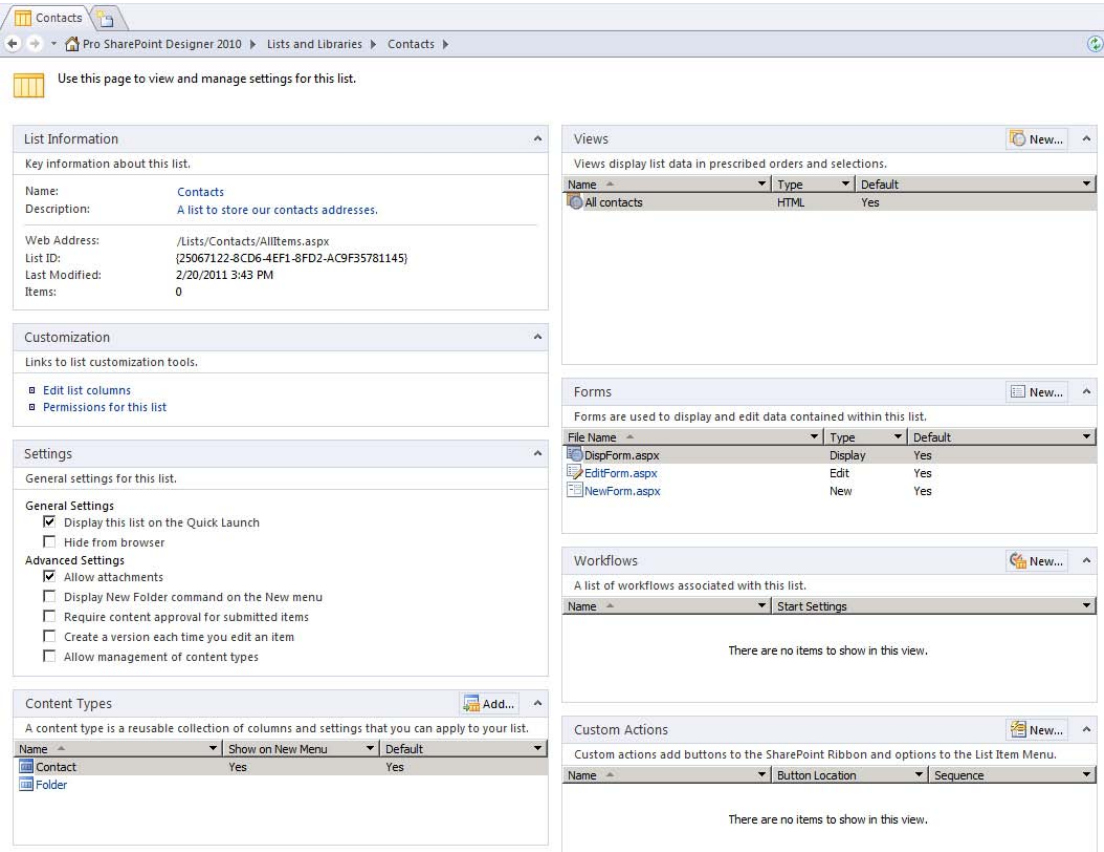 Contacts
Pro SharePoint Designer 2010 Lists and Libraries Contacts
Use this page to view and manage settings for this list.
List Information
Key information about this list.
Name: Contacts
Description: A list to store our contacts addresses.
Web Address: /Lists/Contacts/AllItems.aspx
List ID: {25067122-8CD6-4EF1-8FD2-AC9F35781145}
Last Modified: 2/20/2011 3:43 PM
Items: 0
Customization
Links to list customization tools.
Edit list columns
Permissions for this list
Settings
General settings for this list.
General Settings
Display this list on the Quick Launch
Hide from browser
Advanced Settings
Allow attachments
Display New Folder command on the New menu
Require content approval for submitted items
Create a version each time you edit an item
Allow management of content types
Content Types Add...
A content type is a reusable collection of columns and settings that you can apply to your list.
Name Show on New Menu Default
Contact Yes Yes
Folder
Views New...
Views display list data in prescribed orders and selections.
Name Type Default
All contacts HTML Yes
Forms New...
Forms are used to display and edit data contained within this list.
File Name Type Default
DispForm.aspx Display Yes
EditForm.aspx Edit Yes
NewForm.aspx New Yes
Workflows New...
A list of workflows associated with this list.
Name Start Settings
There are no items to show in this view.
Custom Actions New...
Custom actions add buttons to the SharePoint Ribbon and options to the List Item Menu.
Name Button Location Sequence
There are no items to show in this view.